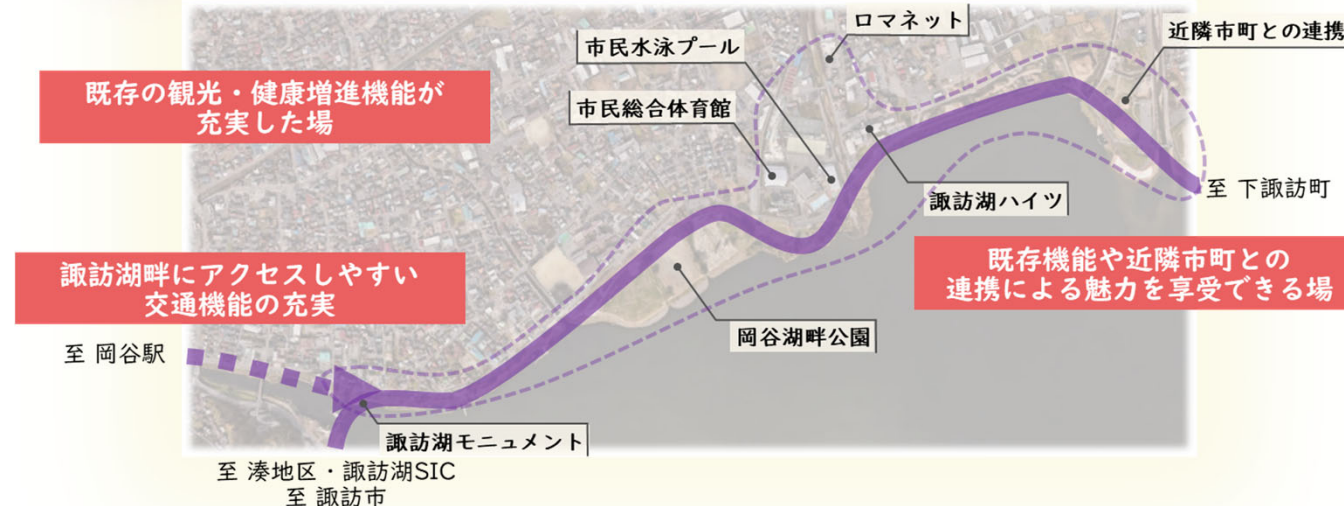 ロマネット
近隣市町との連携
市民水泳プール
既存の観光・健康増進機能が
充実した場
市民総合体育館
至 下諏訪町
諏訪湖ハイツ
諏訪湖畔にアクセスしやすい
交通機能の充実
既存機能や近隣市町との
連携による魅力を享受できる場
岡谷湖畔公園
至 岡谷駅
諏訪湖モニュメント
至 湊地区・諏訪湖SIC
至 諏訪市